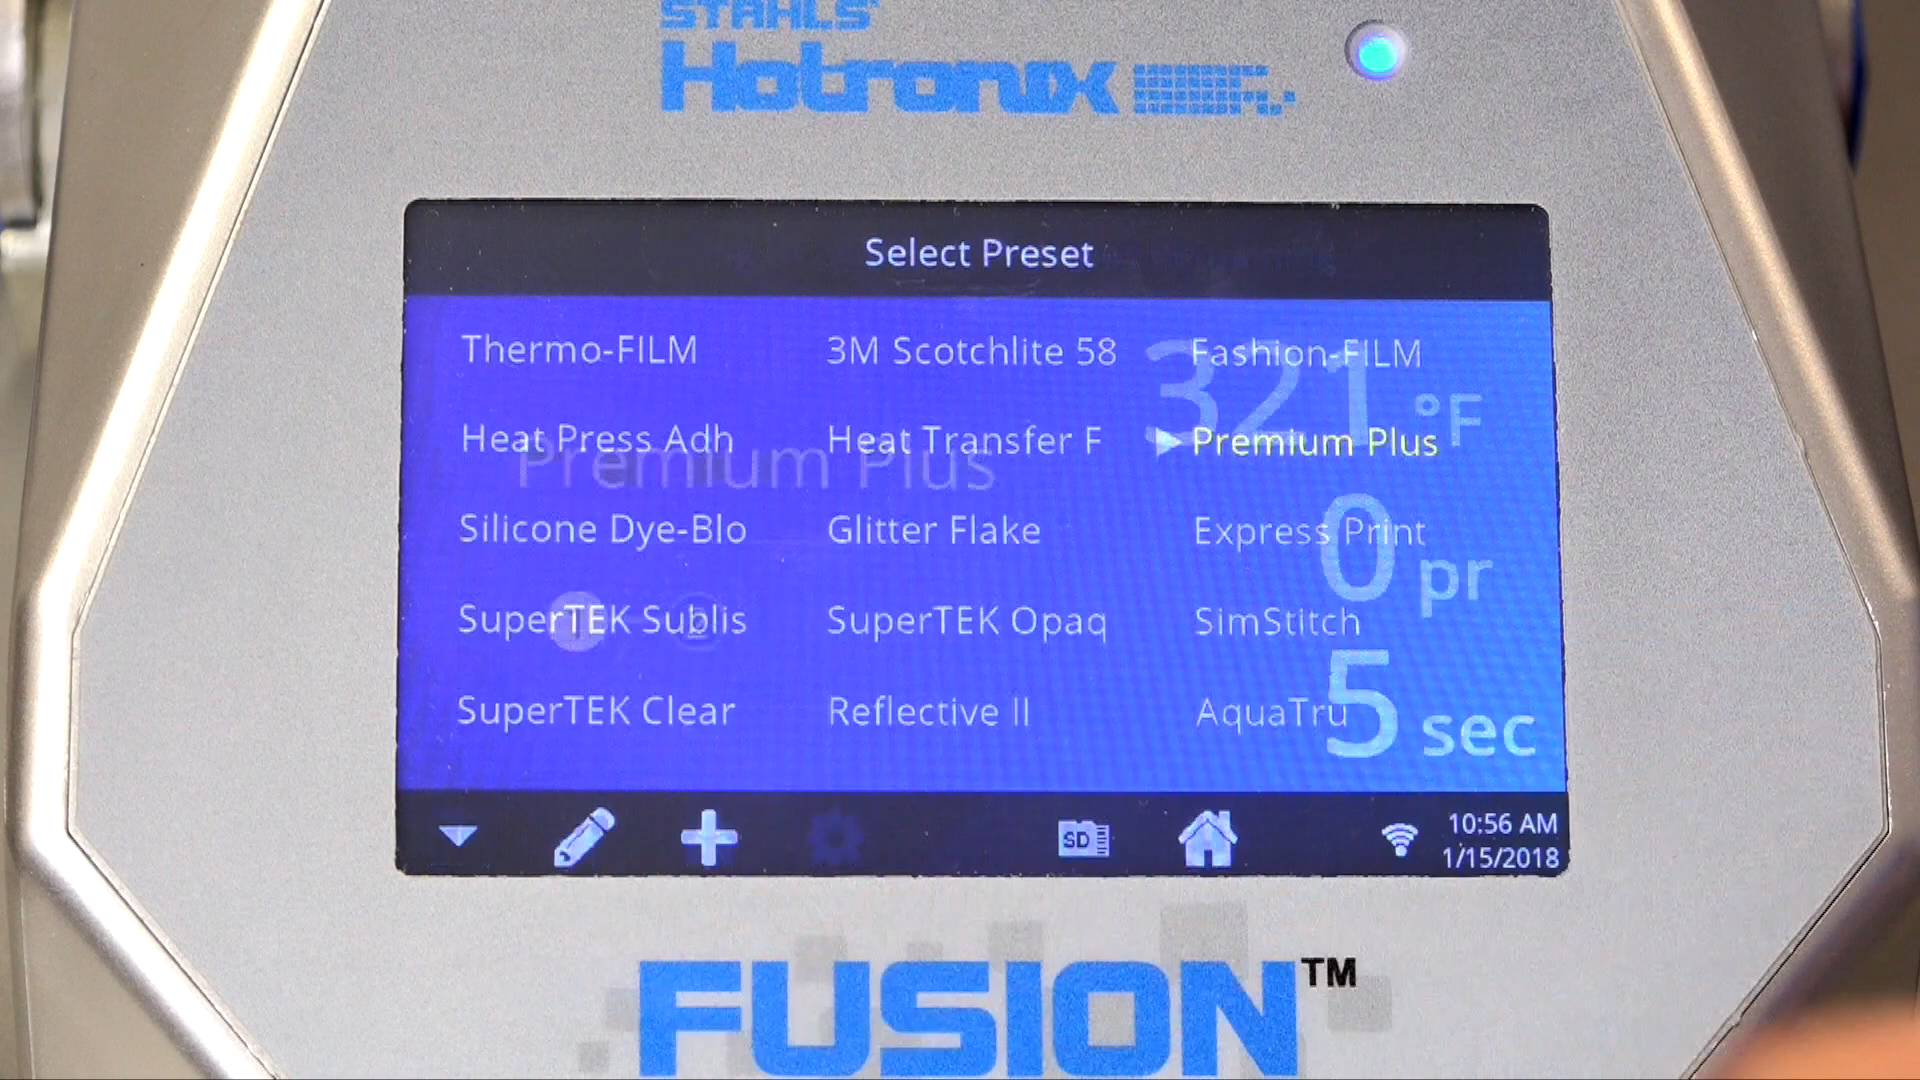 STAHLS'
Hotronix
Select Preset
Thermo-FILM 3M Scotchlite 58 Fashion-FILM
321 °F
Heat Press Adh Heat Transfer F Premium Plus
Premium Plus
Silicone Dye-Blo Glitter Flake Express Print
0 pr
SuperTEK Sublis SuperTEK Opaq SimStitch
SuperTEK Clear Reflective II AquaTru
5 sec
SD
10:56 AM
1/15/2018
FUSION™